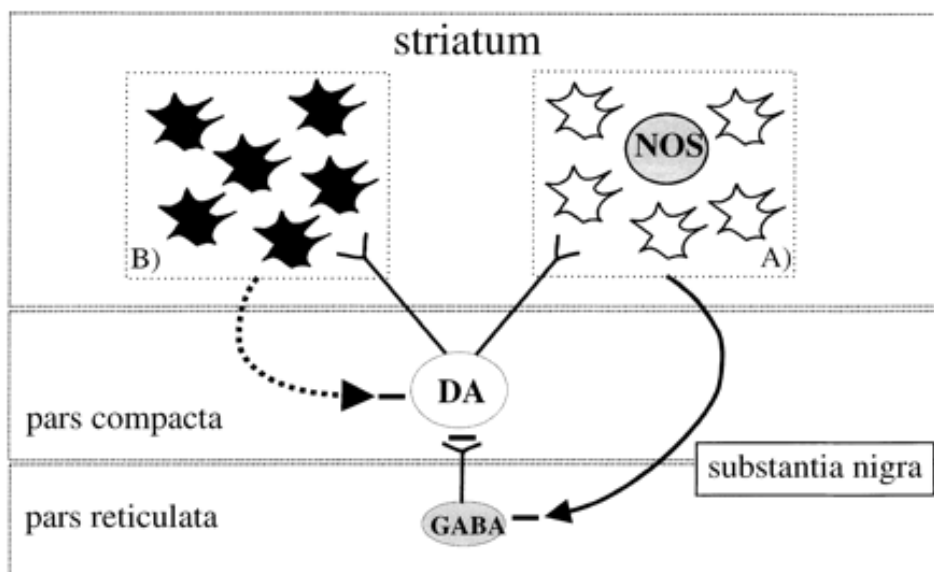 striatum
NOS
B)
A)
DA
pars compacta
substantia nigra
pars reticulata
GABA